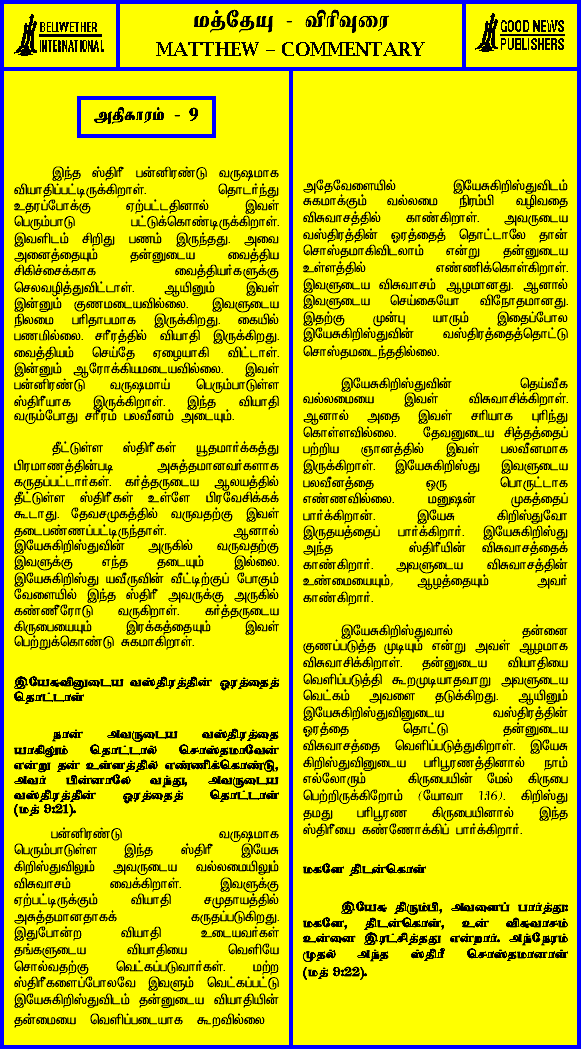 BELIWETHER
INTERNATIONAL
மத்தேயு - விரிவுரை
MATTHEW – COMMENTARY
GOOD NEWS
PUBLISHERS
அதிகாரம் - 9
இந்த ஸ்திரீ பன்னிரண்டு வருஷமாக
வியாதிப்பட்டிருக்கிறாள். தொடர்ந்து
உதரப்போக்கு ஏற்பட்டதினால் இவள்
பெரும்பாடு பட்டுக்கொண்டிருக்கிறாள்.
இவளிடம் சிறிது பணம் இருந்தது. அவை
அனைத்தையும் தன்னுடைய வைத்திய
சிகிச்சைக்காக வைத்தியர்களுக்கு
செலவழித்துவிட்டாள். ஆயினும் இவள்
இன்னும் குணமடையவில்லை. இவளுடைய
நிலமை பரிதாபமாக இருக்கிறது. கையில்
பணமில்லை. சரீரத்தில் வியாதி இருக்கிறது.
வைத்தியம் செய்தே ஏழையாகி விட்டாள்.
இன்னும் ஆரோக்கியமடையவில்லை. இவள்
பன்னிரண்டு வருஷமாய் பெரும்பாடுள்ள
ஸ்திரீயாக இருக்கிறாள். இந்த வியாதி
வரும்போது சரீரம் பலவீனம் அடையும்.
தீட்டுள்ள ஸ்திரீகள் யூதமார்க்கத்து
பிரமாணத்தின்படி அசுத்தமானவர்களாக
கருதப்பட்டார்கள். கர்த்தருடைய ஆலயத்தில்
தீட்டுள்ள ஸ்திரீகள் உள்ளே பிரவேசிக்கக்
கூடாது. தேவசமுகத்தில் வருவதற்கு இவள்
தடைபண்ணப்பட்டிருந்தாள். ஆனால்
இயேசுகிறிஸ்துவின் அருகில் வருவதற்கு
இவளுக்கு எந்த தடையும் இல்லை.
இயேசுகிறிஸ்து யவீருவின் வீட்டிற்குப் போகும்
வேளையில் இந்த ஸ்திரீ அவருக்கு அருகில்
கண்ணீரோடு வருகிறாள். கர்த்தருடைய
கிருபையையும் இரக்கத்தையும் இவள்
பெற்றுக்கொண்டு சுகமாகிறாள்.
இயேசுவினுடைய வஸ்திரத்தின் ஓரத்தைத்
தொட்டாள்
நான் அவருடைய வஸ்திரத்தை
யாகிலும் தொட்டால் சொஸ்தமாவேன்
என்று தன் உள்ளத்தில் எண்ணிக்கொண்டு,
அவர் பின்னாலே வந்து, அவருடைய
வஸ்திரத்தின் ஓரத்தைத் தொட்டாள்
(மத் 9:21).
பன்னிரண்டு வருஷமாக
பெரும்பாடுள்ள இந்த ஸ்திரீ இயேசு
கிறிஸ்துவிலும் அவருடைய வல்லமையிலும்
விசுவாசம் வைக்கிறாள். இவளுக்கு
ஏற்பட்டிருக்கும் வியாதி சமுதாயத்தில்
அசுத்தமானதாகக் கருதப்படுகிறது.
இதுபோன்ற வியாதி உடையவர்கள்
தங்களுடைய வியாதியை வெளியே
சொல்வதற்கு வெட்கப்படுவார்கள். மற்ற
ஸ்திரீகளைப்போலவே இவளும் வெட்கப்பட்டு
இயேசுகிறிஸ்துவிடம் தன்னுடைய வியாதியின்
தன்மையை வெளிப்படையாக கூறவில்லை
அதேவேளையில் இயேசுகிறிஸ்துவிடம்
சுகமாக்கும் வல்லமை நிரம்பி வழிவதை
விசுவாசத்தில் காண்கிறாள். அவருடைய
வஸ்திரத்தின் ஓரத்தைத் தொட்டாலே தான்
சொஸ்தமாகிவிடலாம் என்று தன்னுடைய
உள்ளத்தில் எண்ணிக்கொள்கிறாள்.
இவளுடைய விசுவாசம் ஆழமானது. ஆனால்
இவளுடைய செய்கையோ விநோதமானது.
இதற்கு முன்பு யாரும் இதைப்போல
இயேசுகிறிஸ்துவின் வஸ்திரத்தைத்தொட்டு
சொஸ்தமடைந்ததில்லை.
இயேசுகிறிஸ்துவின் தெய்வீக
வல்லமையை இவள் விசுவாசிக்கிறாள்.
ஆனால் அதை இவள் சரியாக புரிந்து
கொள்ளவில்லை. தேவனுடைய சித்தத்தைப்
பற்றிய ஞானத்தில் இவள் பலவீனமாக
இருக்கிறாள். இயேசுகிறிஸ்து இவளுடைய
பலவீனத்தை ஒரு பொருட்டாக
எண்ணவில்லை. மனுஷன் முகத்தைப்
பார்க்கிறான். இயேசு கிறிஸ்துவோ
இருதயத்தைப் பார்க்கிறார். இயேசுகிறிஸ்து
அந்த ஸ்திரீயின் விசுவாசத்தைக்
காண்கிறார். அவளுடைய விசுவாசத்தின்
உண்மையையும், ஆழத்தையும் அவர்
காண்கிறார்.
இயேசுகிறிஸ்துவால் தன்னை
குணப்படுத்த முடியும் என்று அவள் ஆழமாக
விசுவாசிக்கிறாள். தன்னுடைய வியாதியை
வெளிப்படுத்தி கூறமுடியாதவாறு அவளுடைய
வெட்கம் அவளை தடுக்கிறது. ஆயினும்
இயேசுகிறிஸ்துவினுடைய வஸ்திரத்தின்
ஓரத்தை தொட்டு தன்னுடைய
விசுவாசத்தை வெளிப்படுத்துகிறாள். இயேசு
கிறிஸ்துவினுடைய பரிபூரணத்தினால் நாம்
எல்லோரும் கிருபையின் மேல் கிருபை
பெற்றிருக்கிறோம் (யோவா 1:16). கிறிஸ்து
தமது பரிபூரண கிருபையினால் இந்த
ஸ்திரீயை கண்ணோக்கிப் பார்க்கிறார்.
மகளே திடன்கொள்
இயேசு திரும்பி, அவளைப் பார்த்து:
மகளே, திடன்கொள், உன் விசுவாசம்
உன்னை இரட்சித்தது என்றார். அந்நேரம்
முதல் அந்த ஸ்திரீ சொஸ்தமானாள்
(மத் 9:22).